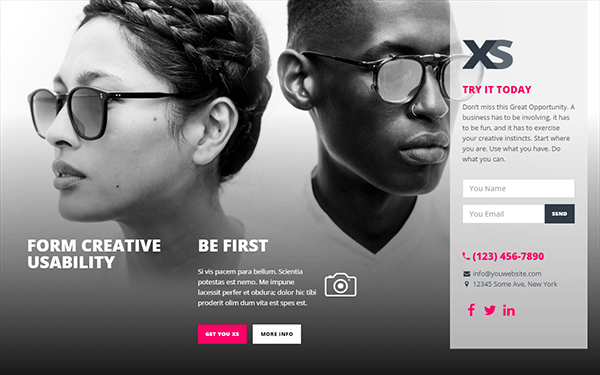 XS
TRY IT TODAY
Don't miss this Great Opportunity. A
business has to be involving, it has
to be fun, and it has to exercise
your creative instincts. Start where
you are. Use what you have. Do
what you can.
You Name
You Email
SEND
(123) 456-7890
info@youwebsite.com
12345 Some Ave, New York
FORM CREATIVE
USABILITY
BE FIRST
Si vis pacem para bellum. Scientia
potestas est nemo. Me impune
lacessit perfer et obdura; dolor hic tibi
proderit olim dum vita est spes est.
GET YOU XS
MORE INFO